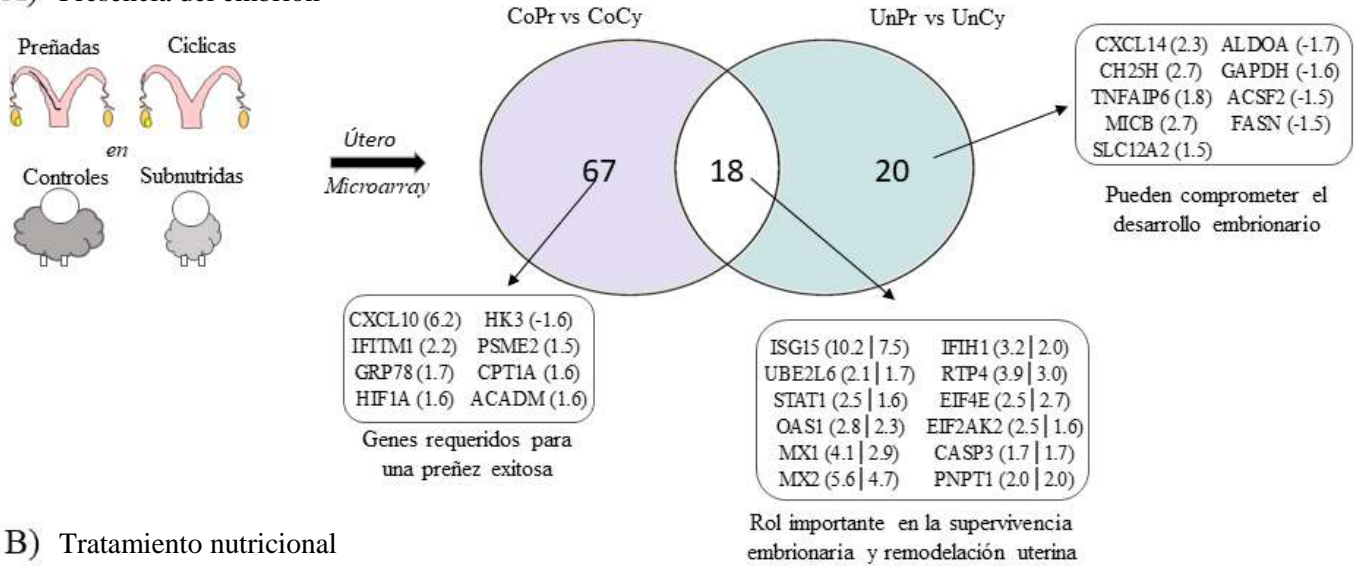 A) Presencia del embrión
CoPr vs CoCy
UnPr vs UnCy
Preñadas
Ciclicas
en
Controles
Subnutridas
Útero
Microarray
67
18
20
CXCL14 (2.3) ALDOA (-1.7)
CH25H (2.7) GAPDH (-1.6)
TNFAIP6 (1.8) ACSF2 (-1.5)
MICB (2.7) FASN (-1.5)
SLC12A2 (1.5)
Pueden comprometer el
desarrollo embrionario
CXCL10 (6.2) HK3 (-1.6)
IFITM1 (2.2) PSME2 (1.5)
GRP78 (1.7) CPT1A (1.6)
HIF1A (1.6) ACADM (1.6)
Genes requeridos para
una preñez exitosa
ISG15 (10.2|7.5) IFIH1 (3.2|2.0)
UBE2L6 (2.1|1.7) RTP4 (3.9|3.0)
STAT1 (2.5|1.6) EIF4E (2.5|2.7)
OAS1 (2.8|2.3) EIF2AK2 (2.5|1.6)
MX1 (4.1|2.9) CASP3 (1.7|1.7)
MX2 (5.6|4.7) PNPT1 (2.0|2.0)
Rol importante en la supervivencia
embrionaria y remodelación uterina
B) Tratamiento nutricional